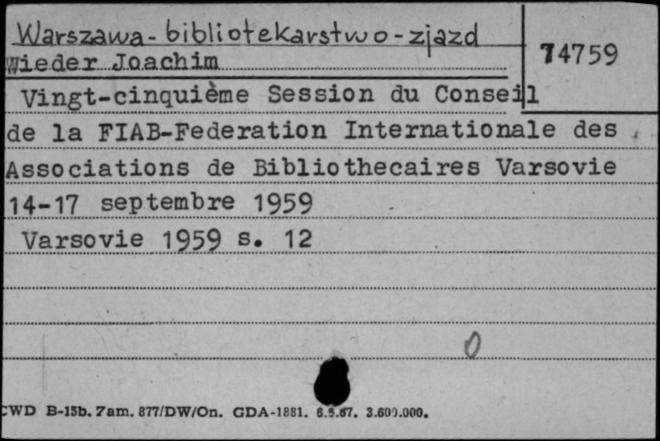 Warszawa - bibliotekarstwo - zjazd
Wieder Joachim
74759
Vingt-cinquième Session du Conseil
de la FIAB-Federation Internationale des
Associations de Bibliothecaires Varsovie
14-17 septembre 1959
Varsovie 1959 s. 12
0
CWD B-15b. Zam. 877/DW/On. GDA-1881. 6.5.67. 3.600.000.